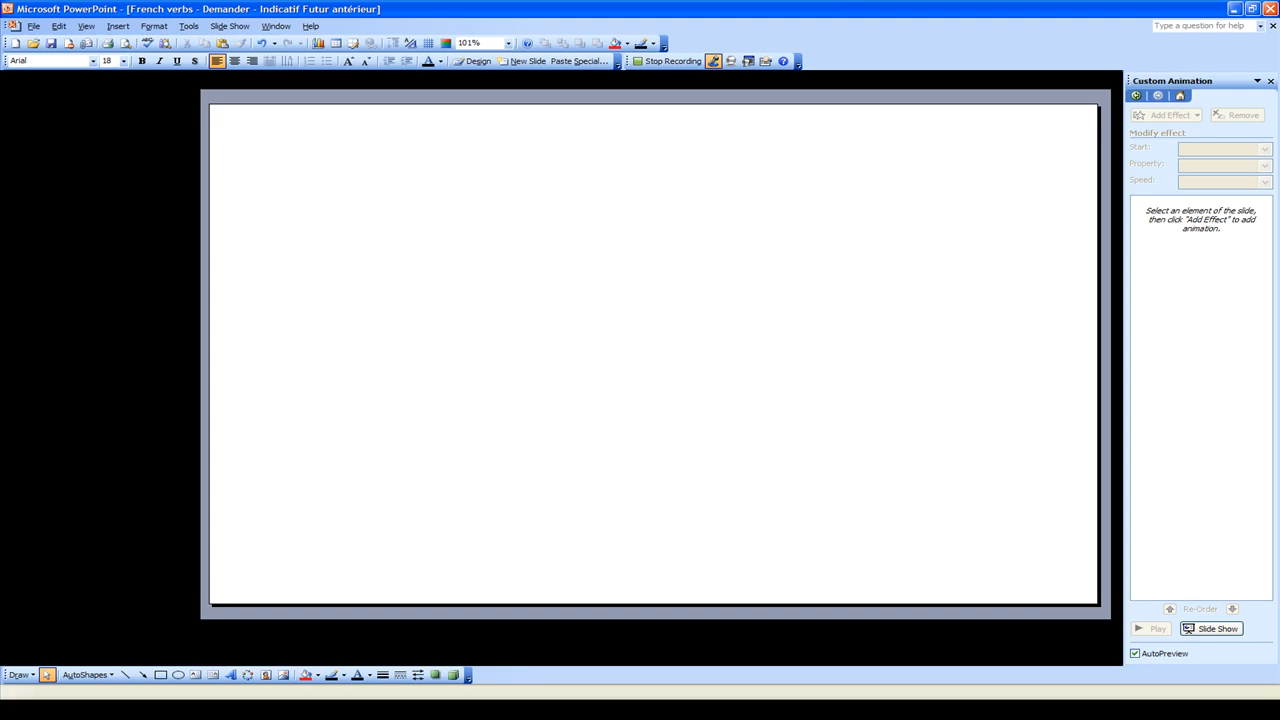 Microsoft PowerPoint - [French verbs - Demander - Indicatif Futur antérieur]
File Edit View Insert Format Tools Slide Show Window Help
Type a question for help
101%
Arial 18 B I U S A Design New Slide Paste Special... Stop Recording
Custom Animation
Add Effect Remove
Modify effect
Start:
Property:
Speed:
Select an element of the slide,
then click "Add Effect" to add
animation.
Re-Order
Play Slide Show
AutoPreview
Draw AutoShapes A